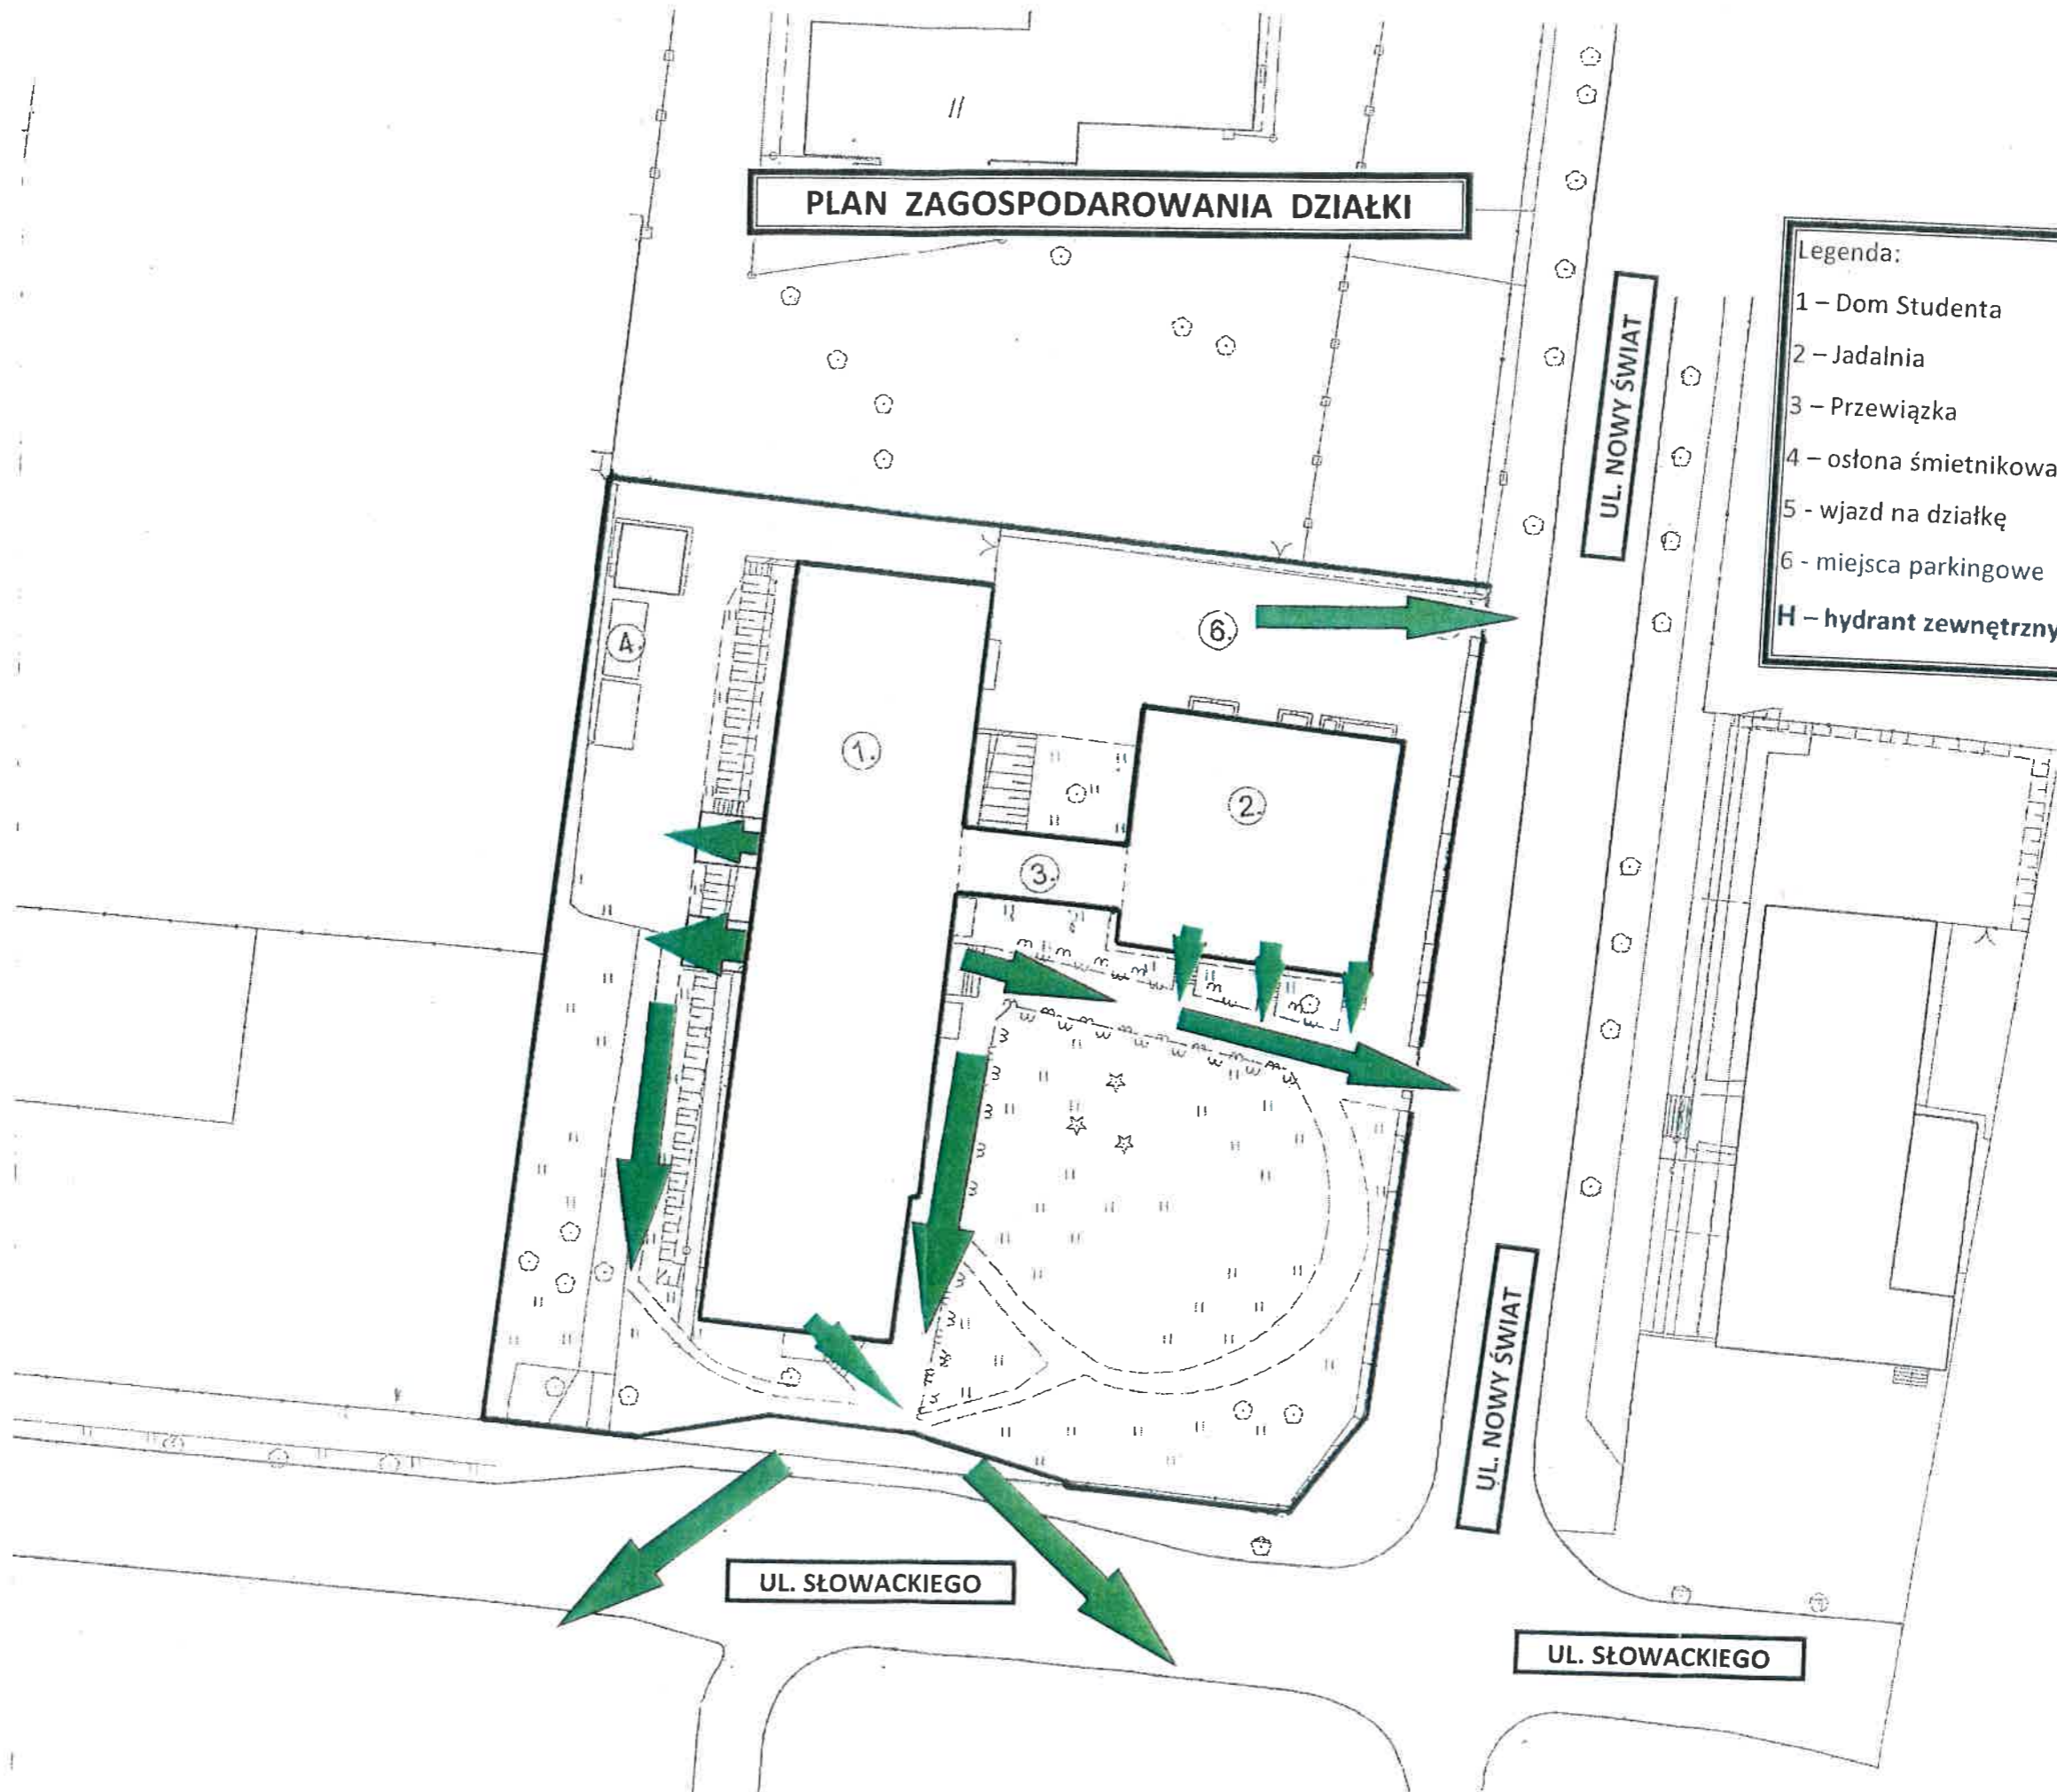 PLAN ZAGOSPODAROWANIA DZIAŁKI
Legenda:
1 – Dom Studenta
2 – Jadalnia
3 – Przewiązka
4 – osłona śmietnikowa
5 - wjazd na działkę
6 - miejsca parkingowe
H – hydrant zewnętrzny
UL. NOWY ŚWIAT
4.
6.
1.
2.
3.
UL. NOWY ŚWIAT
UL. SŁOWACKIEGO
UL. SŁOWACKIEGO